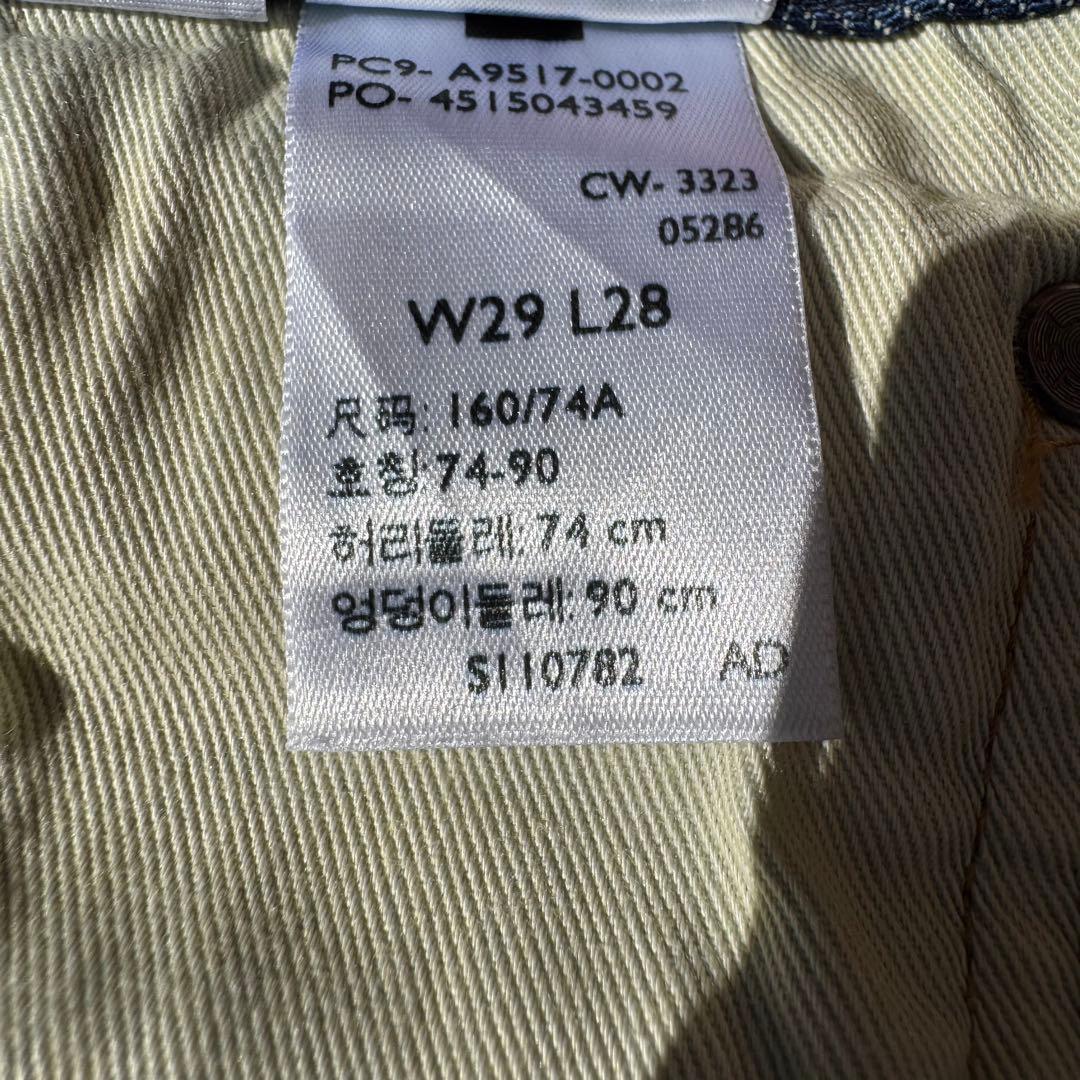 PC9- A9517-0002
PO- 4515043459
CW- 3323
05286
W29 L28
尺码: 160/74A
호칭:74-90
허리둘레: 74 cm
엉덩이둘레: 90 cm
S110782 AD